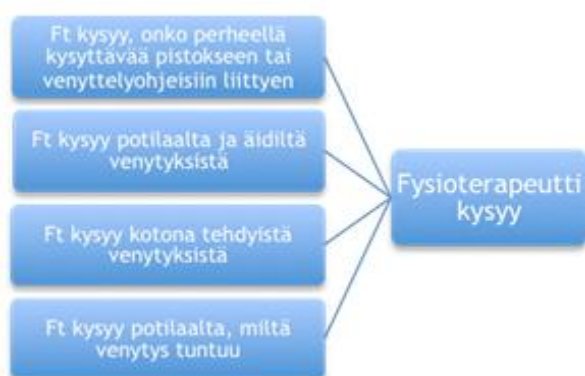 Ft kysyy, onko perheellä
kysyttävää pistokseen tai
venyttelyohjeisiin liittyen
Ft kysyy potilaalta ja äidiltä
venytyksistä
Ft kysyy kotona tehdyistä
venytyksistä
Ft kysyy potilaalta, miltä
venytys tuntuu
Fysioterapeutti
kysyy